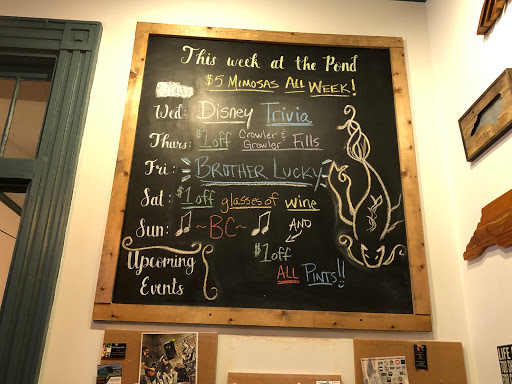 This week at the Pond
$5 Mimosas All Week!
Wed: Disney Trivia
Thurs: $1 off Crowler & Growler Fills
Fri: Brother Lucky
Sat: $1 off glasses of wine
AND
Sun: ~BC~
$1 off
All Pints!!
Upcoming
Events
LIFE